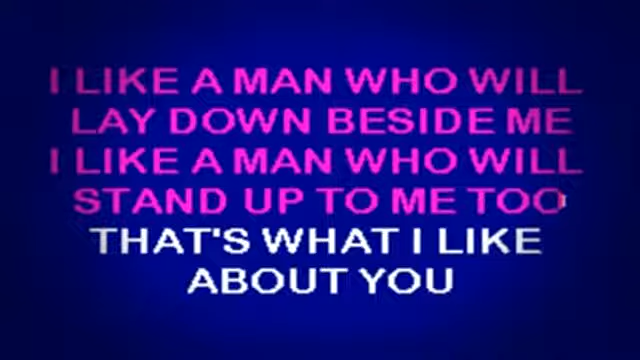 I LIKE A MAN WHO WILL
LAY DOWN BESIDE ME
I LIKE A MAN WHO WILL
STAND UP TO ME TOO
THAT'S WHAT I LIKE
ABOUT YOU